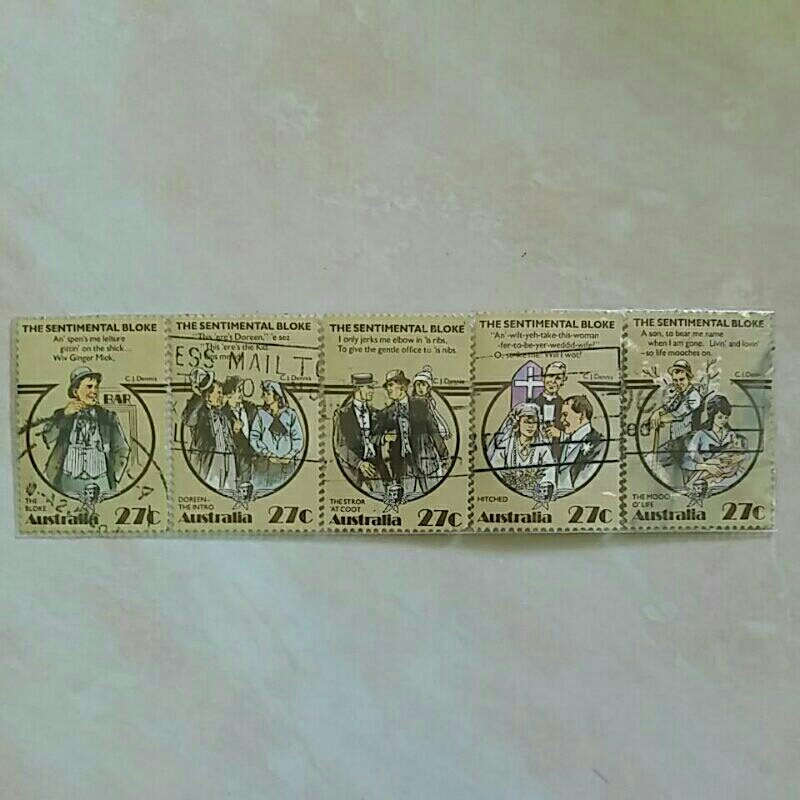 THE SENTIMENTAL BLOKE
An' spen's me leisure
gittin' on the shick....
Wiv Ginger Mick,
C.J. Dennis
BAR
THE
BLOKE
Australia 27c
THE SENTIMENTAL BLOKE
"This 'ere's Doreen," 'e sez
"This 'ere's the Kid."
ESS MAIL TO
C.J. Dennis
DOREEN-
THE INTRO
Australia 27c
THE SENTIMENTAL BLOKE
I only jerks me elbow in 'is ribs,
To give the gentle office to 'is nibs.
C.J. Dennis
THE STROR
'AT COOT
Australia 27c
THE SENTIMENTAL BLOKE
"An'-wilt-yeh-take-this-woman
-fer-to-be-yer-weddid-wife?"
O, strike me! Will I wot?
C.J. Dennis
HITCHED
Australia 27c
THE SENTIMENTAL BLOKE
A son, to bear me name
when I am gone. Livin' and lovin'
-so life mooches on.
C.J. Dennis
THE MOOCH
O' LIFE
Australia 27c